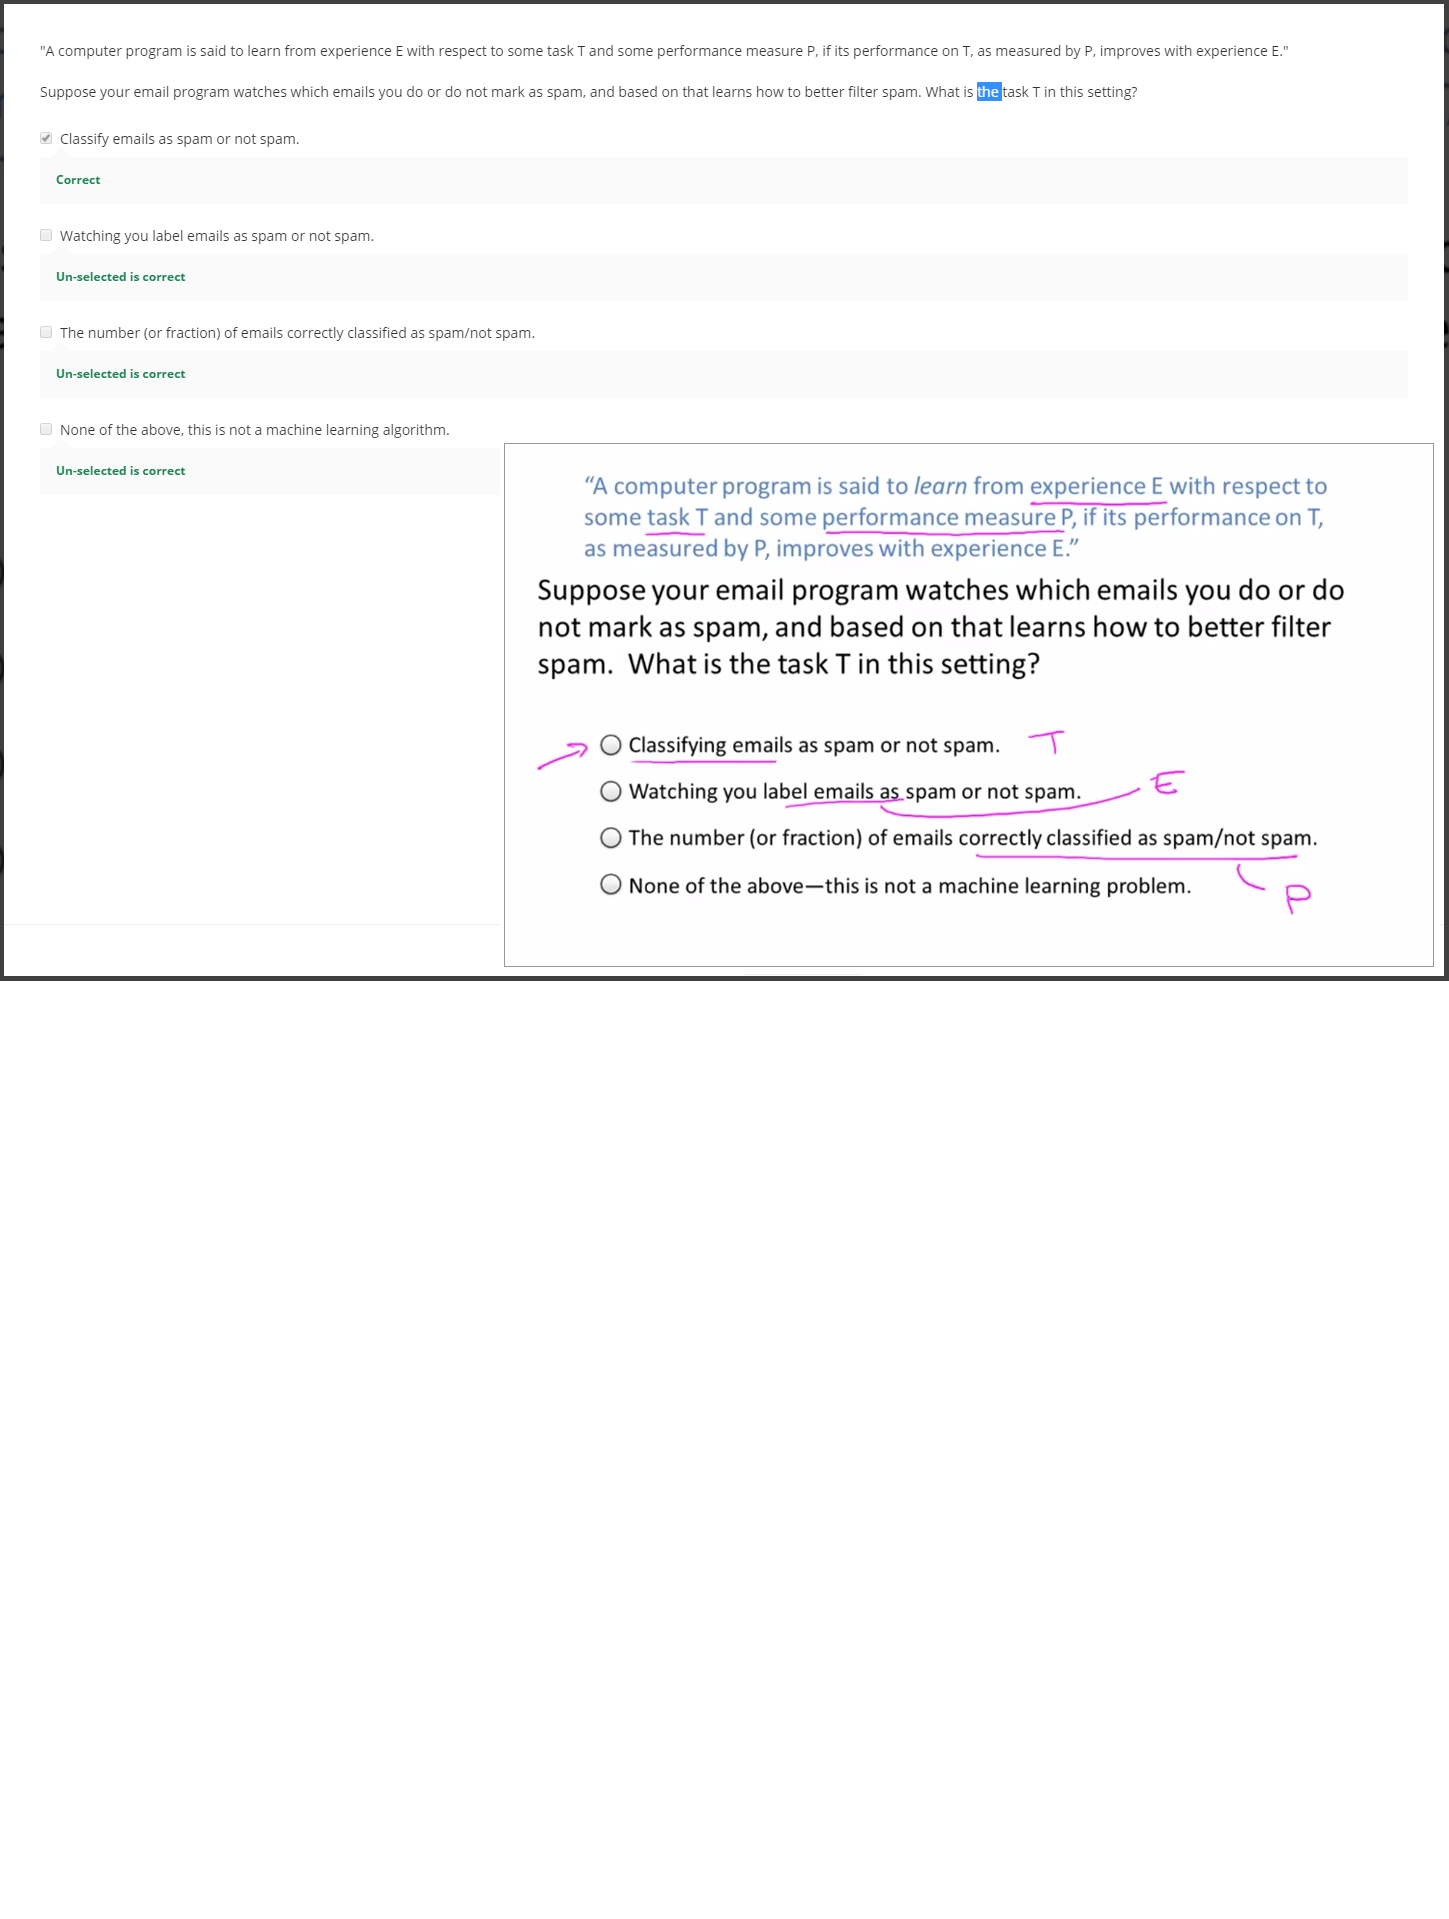 "A computer program is said to learn from experience E with respect to some task T and some performance measure P, if its performance on T, as measured by P, improves with experience E."
Suppose your email program watches which emails you do or do not mark as spam, and based on that learns how to better filter spam. What is the task T in this setting?
Classify emails as spam or not spam.
Correct
Watching you label emails as spam or not spam.
Un-selected is correct
The number (or fraction) of emails correctly classified as spam/not spam.
Un-selected is correct
None of the above, this is not a machine learning algorithm.
Un-selected is correct
“A computer program is said to learn from experience E with respect to
some task T and some performance measure P, if its performance on T,
as measured by P, improves with experience E.”
Suppose your email program watches which emails you do or do
not mark as spam, and based on that learns how to better filter
spam.  What is the task T in this setting?
Classifying emails as spam or not spam. T
Watching you label emails as spam or not spam. E
The number (or fraction) of emails correctly classified as spam/not spam.
None of the above—this is not a machine learning problem. P